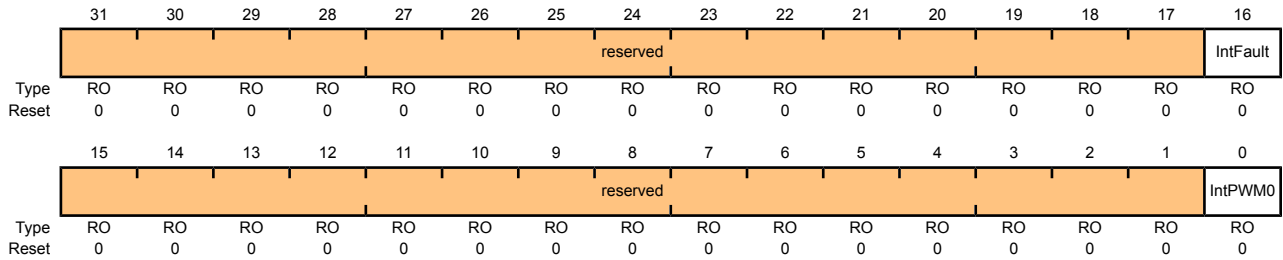 31 30 29 28 27 26 25 24 23 22 21 20 19 18 17 16
reserved IntFault
Type RO RO RO RO RO RO RO RO RO RO RO RO RO RO RO RO
Reset 0 0 0 0 0 0 0 0 0 0 0 0 0 0 0 0
15 14 13 12 11 10 9 8 7 6 5 4 3 2 1 0
reserved IntPWM0
Type RO RO RO RO RO RO RO RO RO RO RO RO RO RO RO RO
Reset 0 0 0 0 0 0 0 0 0 0 0 0 0 0 0 0